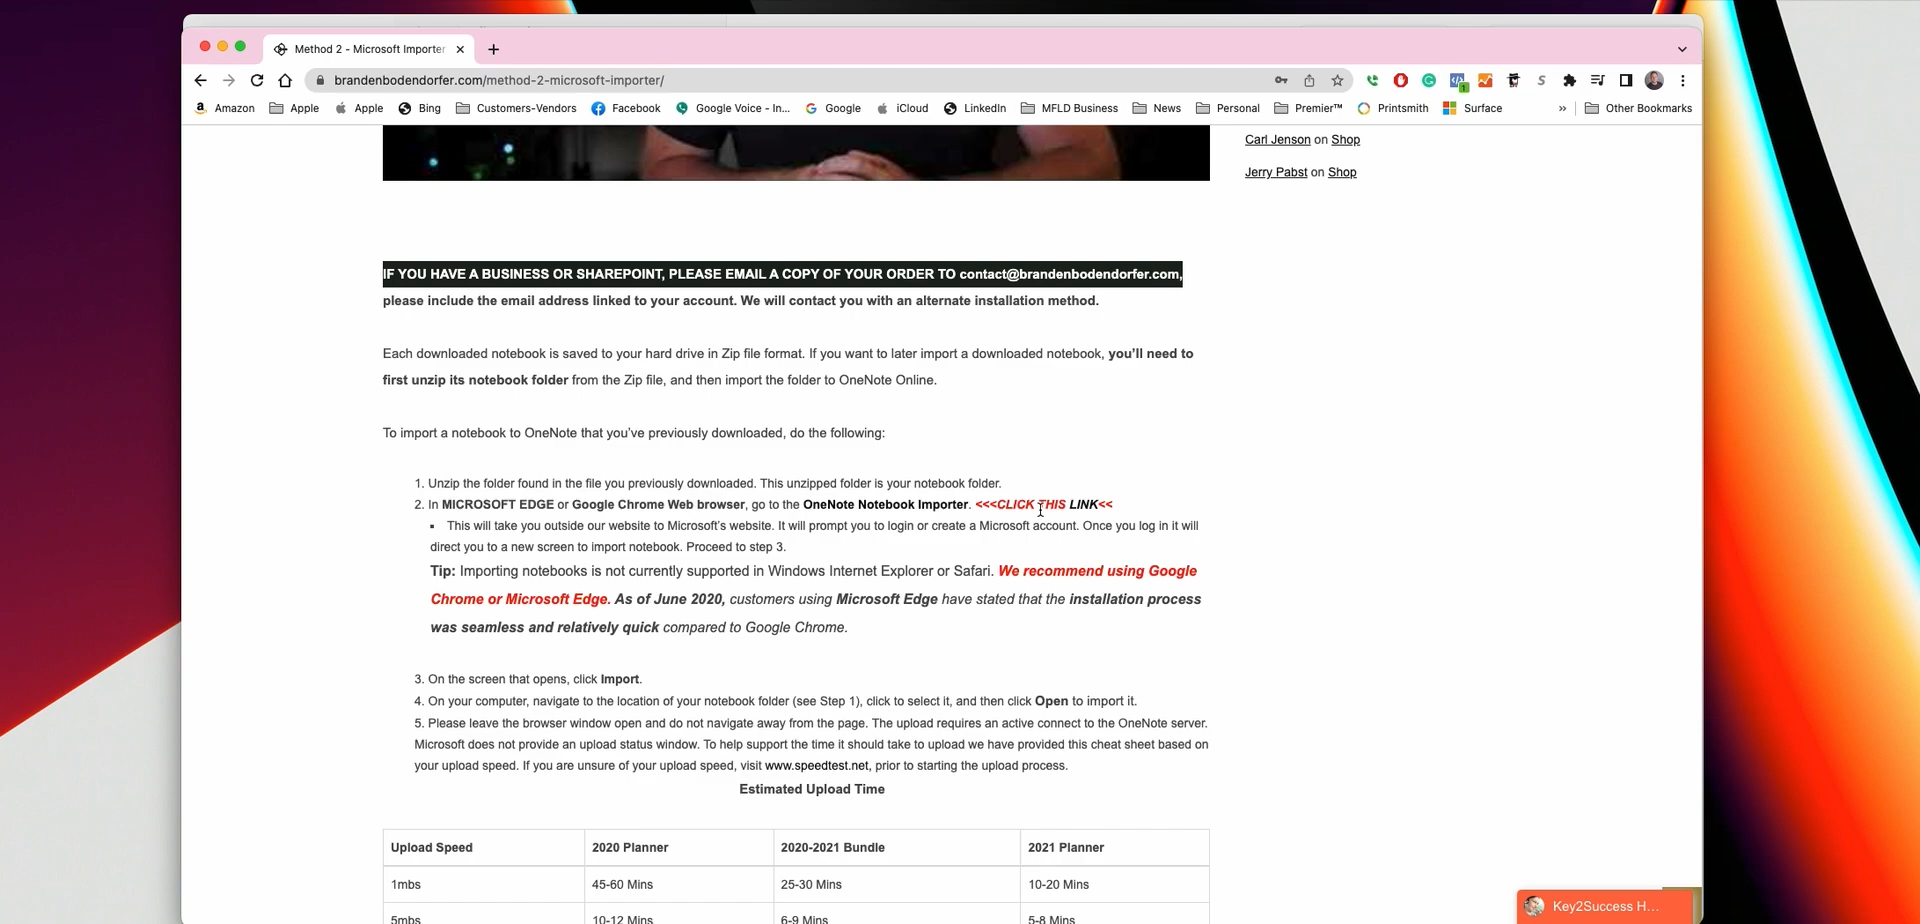 Method 2 - Microsoft Importer
brandenbodendorfer.com/method-2-microsoft-importer/
1
Amazon Apple Apple Bing Customers-Vendors Facebook Google Voice - In... Google iCloud LinkedIn MFLD Business News Personal Premier™ Printsmith Surface » Other Bookmarks
Carl Jenson on Shop
Jerry Pabst on Shop
IF YOU HAVE A BUSINESS OR SHAREPOINT, PLEASE EMAIL A COPY OF YOUR ORDER TO contact@brandenbodendorfer.com,
please include the email address linked to your account. We will contact you with an alternate installation method.
Each downloaded notebook is saved to your hard drive in Zip file format. If you want to later import a downloaded notebook, you’ll need to
first unzip its notebook folder from the Zip file, and then import the folder to OneNote Online.
To import a notebook to OneNote that you’ve previously downloaded, do the following:
1. Unzip the folder found in the file you previously downloaded. This unzipped folder is your notebook folder.
2. In MICROSOFT EDGE or Google Chrome Web browser, go to the OneNote Notebook Importer. <<<CLICK THIS LINK<<
▪ This will take you outside our website to Microsoft’s website. It will prompt you to login or create a Microsoft account. Once you log in it will
direct you to a new screen to import notebook. Proceed to step 3.
Tip: Importing notebooks is not currently supported in Windows Internet Explorer or Safari. We recommend using Google
Chrome or Microsoft Edge. As of June 2020, customers using Microsoft Edge have stated that the installation process
was seamless and relatively quick compared to Google Chrome.
3. On the screen that opens, click Import.
4. On your computer, navigate to the location of your notebook folder (see Step 1), click to select it, and then click Open to import it.
5. Please leave the browser window open and do not navigate away from the page. The upload requires an active connect to the OneNote server.
Microsoft does not provide an upload status window. To help support the time it should take to upload we have provided this cheat sheet based on
your upload speed. If you are unsure of your upload speed, visit www.speedtest.net, prior to starting the upload process.
Estimated Upload Time
Upload Speed 2020 Planner 2020-2021 Bundle 2021 Planner
1mbs 45-60 Mins 25-30 Mins 10-20 Mins
5mbs 10-12 Mins 6-9 Mins 5-8 Mins
Key2Success H...